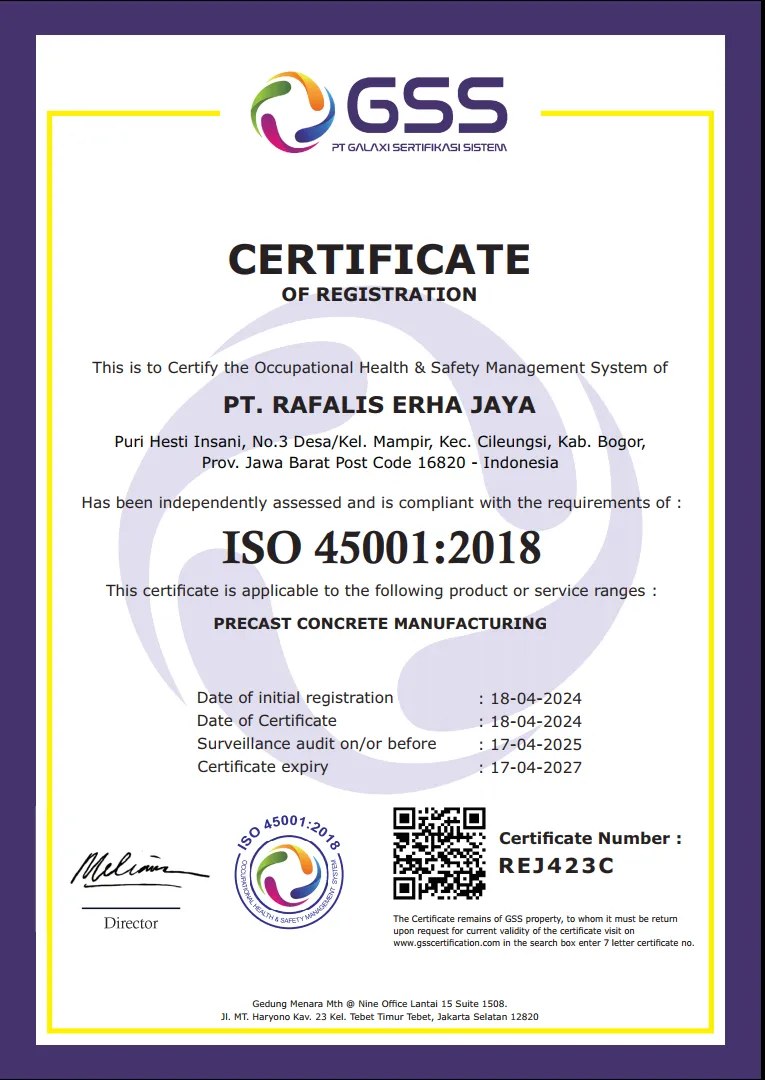 GSS
PT GALAXI SERTIFIKASI SISTEM
CERTIFICATE
OF REGISTRATION
This is to Certify the Occupational Health & Safety Management System of
PT. RAFALIS ERHA JAYA
Puri Hesti Insani, No.3 Desa/Kel. Mampir, Kec. Cileungsi, Kab. Bogor,
Prov. Jawa Barat Post Code 16820 - Indonesia
Has been independently assessed and is compliant with the requirements of :
ISO 45001:2018
This certificate is applicable to the following product or service ranges :
PRECAST CONCRETE MANUFACTURING
Date of initial registration : 18-04-2024
Date of Certificate : 18-04-2024
Surveillance audit on/or before : 17-04-2025
Certificate expiry : 17-04-2027
Director
ISO 45001:2018
OCCUPATIONAL HEALTH & SAFETY MANAGEMENT SYSTEM
Certificate Number :
REJ423C
The Certificate remains of GSS property, to whom it must be return
upon request for current validity of the certificate visit on
www.gsscertification.com in the search box enter 7 letter certificate no.
Gedung Menara Mth @ Nine Office Lantai 15 Suite 1508.
Jl. MT. Haryono Kav. 23 Kel. Tebet Timur Tebet, Jakarta Selatan 12820